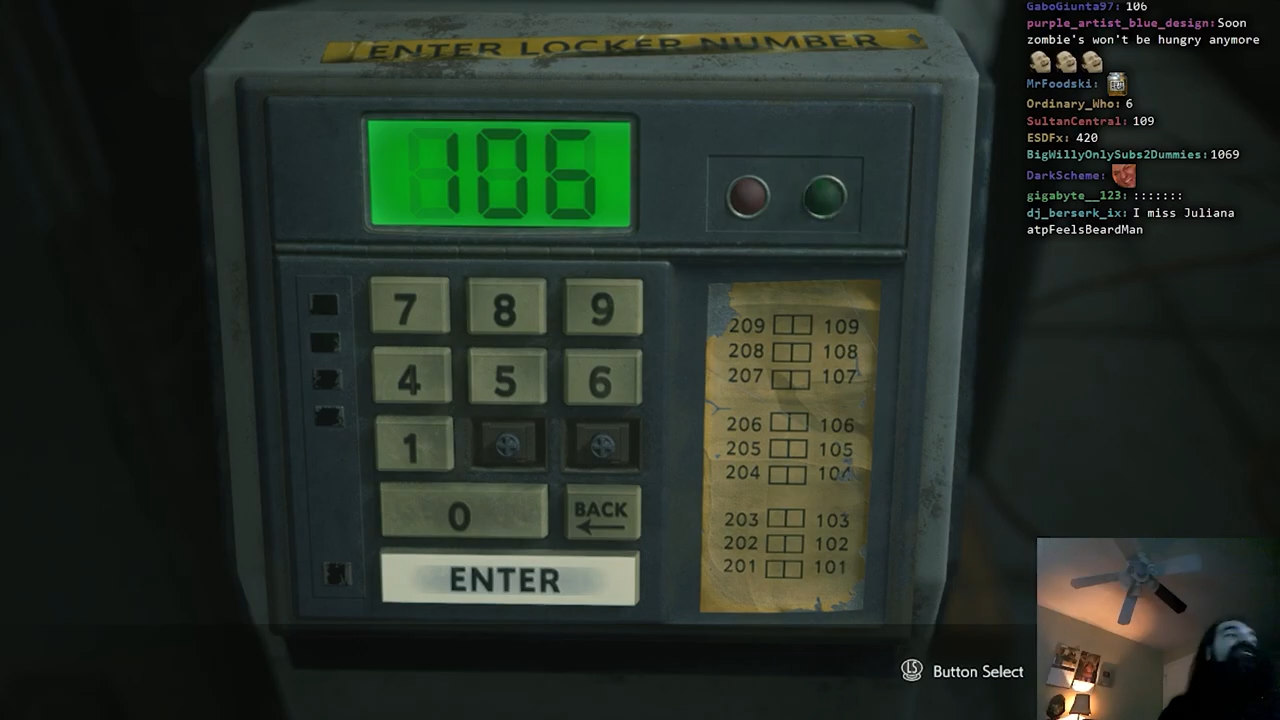 ENTER LOCKER NUMBER
106
7 8 9
4 5 6
1
0 BACK
ENTER
209 109
208 108
207 107
206 106
205 105
204 104
203 103
202 102
201 101
LS Button Select
GaboGiunta97: 106
purple_artist_blue_design: Soon
zombie's won't be hungry anymore
MrFoodski:
Ordinary_Who: 6
SultanCentral: 109
ESDFx: 420
BigWillyOnlySubs2Dummies: 1069
DarkScheme:
gigabyte__123: :::::::
dj_berserk_ix: I miss Juliana
atpFeelsBeardMan